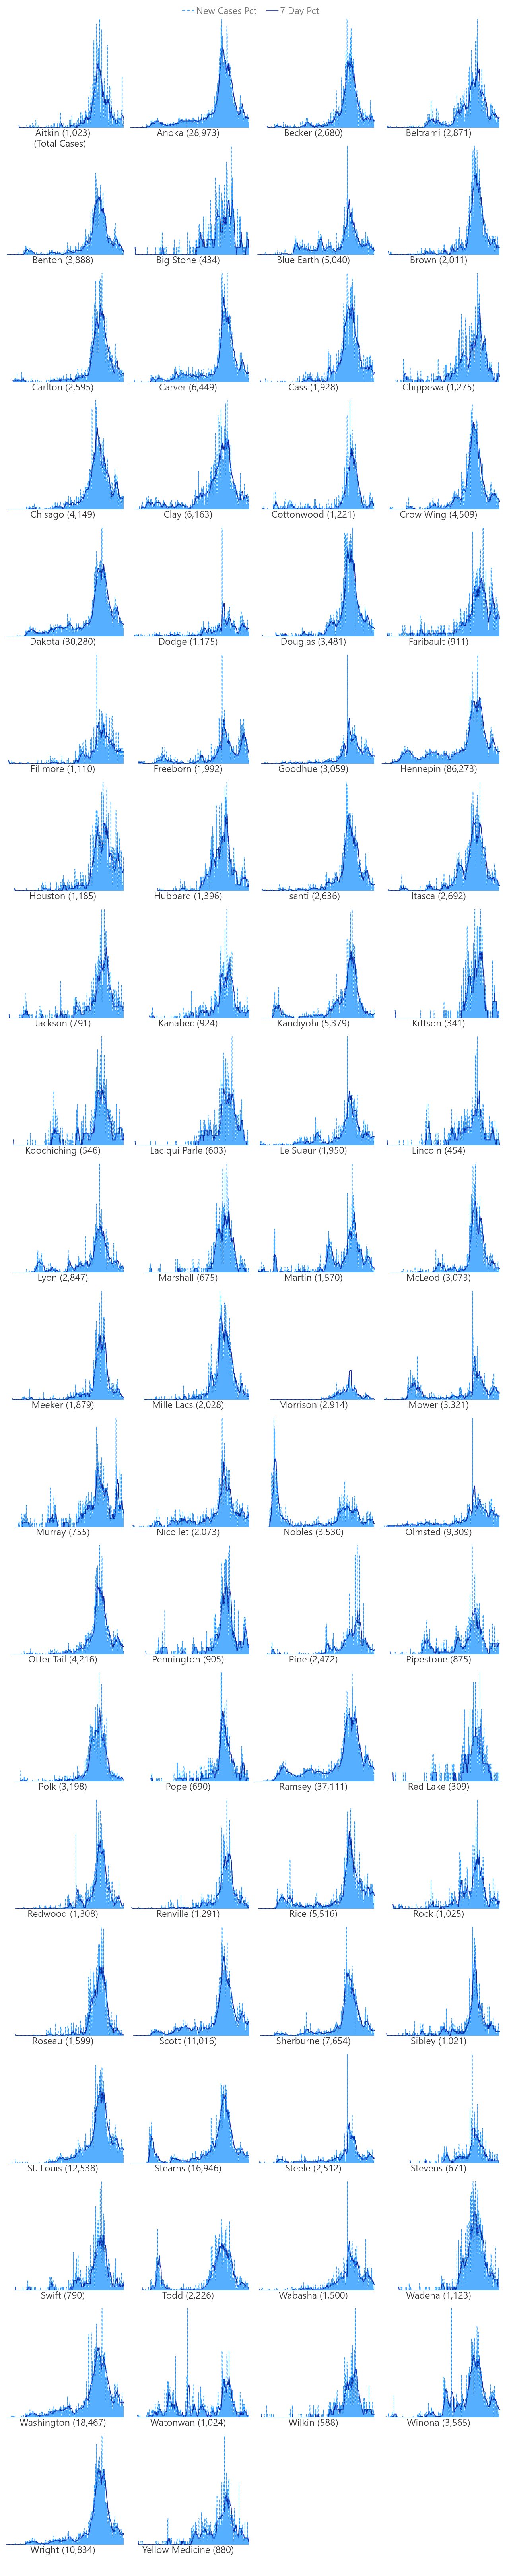 New Cases Pct 7 Day Pct
Aitkin (1,023) Anoka (28,973) Becker (2,680) Beltrami (2,871)
(Total Cases)
Benton (3,888) Big Stone (434) Blue Earth (5,040) Brown (2,011)
Carlton (2,595) Carver (6,449) Cass (1,928) Chippewa (1,275)
Chisago (4,149) Clay (6,163) Cottonwood (1,221) Crow Wing (4,509)
Dakota (30,280) Dodge (1,175) Douglas (3,481) Faribault (911)
Fillmore (1,110) Freeborn (1,992) Goodhue (3,059) Hennepin (86,273)
Houston (1,185) Hubbard (1,396) Isanti (2,636) Itasca (2,692)
Jackson (791) Kanabec (924) Kandiyohi (5,379) Kittson (341)
Koochiching (546) Lac qui Parle (603) Le Sueur (1,950) Lincoln (454)
Lyon (2,847) Marshall (675) Martin (1,570) McLeod (3,073)
Meeker (1,879) Mille Lacs (2,028) Morrison (2,914) Mower (3,321)
Murray (755) Nicollet (2,073) Nobles (3,530) Olmsted (9,309)
Otter Tail (4,216) Pennington (905) Pine (2,472) Pipestone (875)
Polk (3,198) Pope (690) Ramsey (37,111) Red Lake (309)
Redwood (1,308) Renville (1,291) Rice (5,516) Rock (1,025)
Roseau (1,599) Scott (11,016) Sherburne (7,654) Sibley (1,021)
St. Louis (12,538) Stearns (16,946) Steele (2,512) Stevens (671)
Swift (790) Todd (2,226) Wabasha (1,500) Wadena (1,123)
Washington (18,467) Watonwan (1,024) Wilkin (588) Winona (3,565)
Wright (10,834) Yellow Medicine (880)